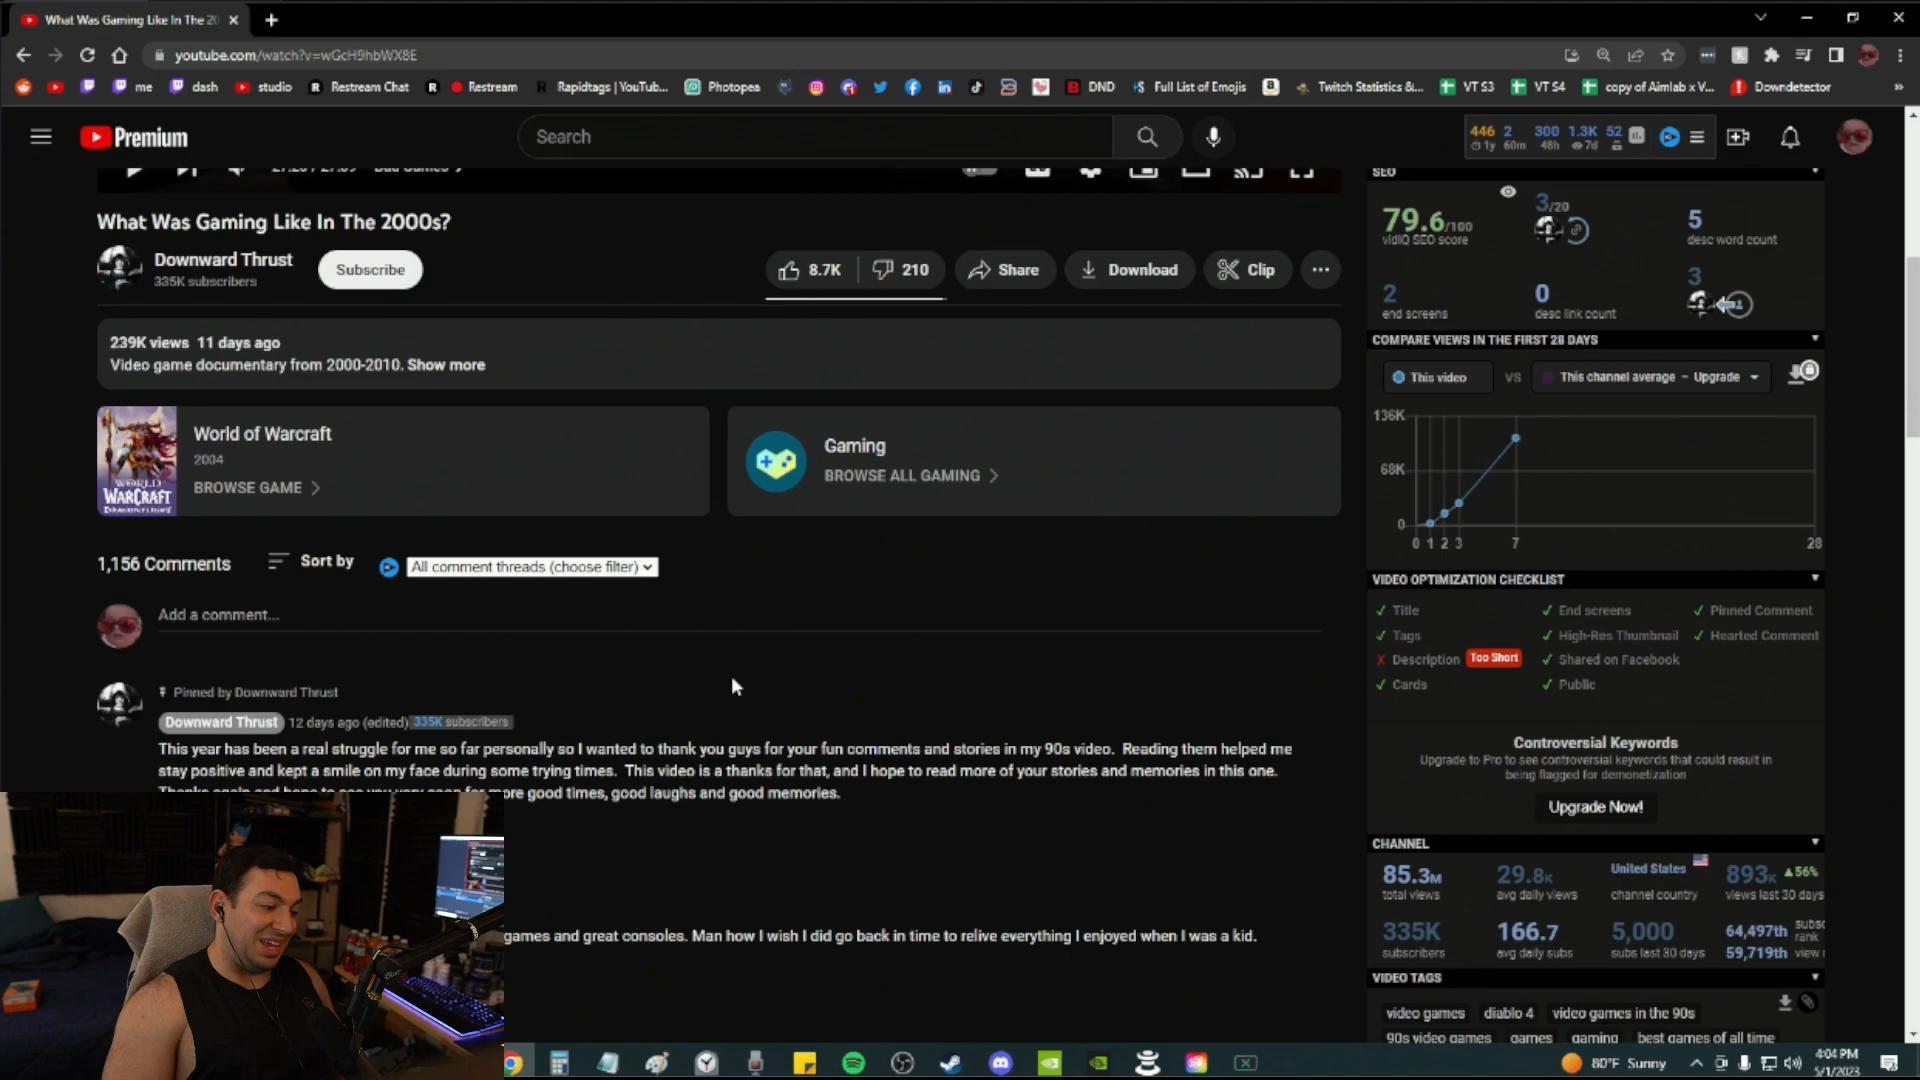 What Was Gaming Like In The 20
youtube.com/watch?v=wGcH9hbWX8E
me
dash
studio
Restream Chat
Restream
Rapidtags | YouTub...
Photopea
DND
Full List of Emojis
Twitch Statistics &...
VT S3
VT S4
copy of Aimlab x V...
Downdetector
Premium
Search
446 2 300 1.3K 52
1y 60m 48h 7d
What Was Gaming Like In The 2000s?
Downward Thrust
335K subscribers
Subscribe
8.7K
210
Share
Download
Clip
239K views 11 days ago
Video game documentary from 2000-2010. Show more
World of Warcraft
2004
BROWSE GAME
WORLD
WARCRAFT
DRAGONFLIGHT
Gaming
BROWSE ALL GAMING
1,156 Comments
Sort by
All comment threads (choose filter)
Add a comment...
Pinned by Downward Thrust
Downward Thrust 12 days ago (edited) 335K subscribers
This year has been a real struggle for me so far personally so I wanted to thank you guys for your fun comments and stories in my 90s video. Reading them helped me
stay positive and kept a smile on my face during some trying times. This video is a thanks for that, and I hope to read more of your stories and memories in this one.
more good times, good laughs and good memories.
games and great consoles. Man how I wish I did go back in time to relive everything I enjoyed when I was a kid.
SEO
79.6/100
vidIQ SEO score
3/20
5
desc word count
2
end screens
0
desc link count
3
COMPARE VIEWS IN THE FIRST 28 DAYS
This video
VS
This channel average - Upgrade
136K
68K
0
0 1 2 3 7 28
VIDEO OPTIMIZATION CHECKLIST
Title
End screens
Pinned Comment
Tags
High-Res Thumbnail
Hearted Comment
Description Too Short
Shared on Facebook
Cards
Public
Controversial Keywords
Upgrade to Pro to see controversial keywords that could result in
being flagged for demonetization
Upgrade Now!
CHANNEL
85.3M
total views
29.8K
avg daily views
United States
channel country
893K ▲56%
views last 30 days
335K
subscribers
166.7
avg daily subs
5,000
subs last 30 days
64,497th
rank
59,719th view
VIDEO TAGS
video games
diablo 4
video games in the 90s
90s video games
games
gaming
best games of all time
80°F Sunny
4:04 PM
5/1/2023